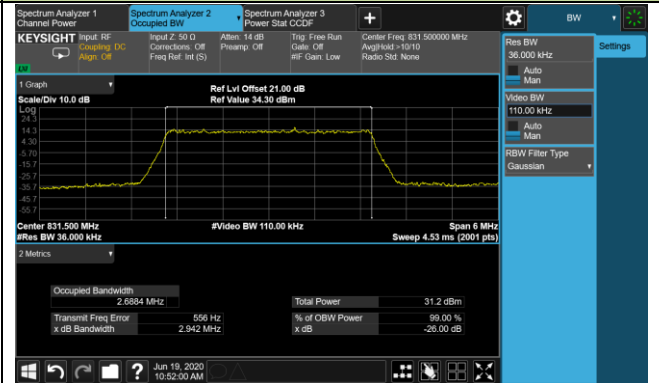 Spectrum Analyzer 1
Channel Power
Spectrum Analyzer 2
Occupied BW
Spectrum Analyzer 3
Power Stat CCDF
BW
KEYSIGHT
Input: RF
Coupling: DC
Align: Off
Input Z: 50 Ω
Corrections: Off
Freq Ref: Int (S)
Atten: 14 dB
Preamp: Off
Trig: Free Run
Gate: Off
#IF Gain: Low
Center Freq: 831.500000 MHz
Avg|Hold:>10/10
Radio Std: None
1 Graph
Scale/Div 10.0 dB
Ref Lvl Offset 21.00 dB
Ref Value 34.30 dBm
Log
24.3
14.3
4.30
-5.70
-15.7
-25.7
-35.7
-45.7
-55.7
Center 831.500 MHz
#Res BW 36.000 kHz
#Video BW 110.00 kHz
Span 6 MHz
Sweep 4.53 ms (2001 pts)
2 Metrics
Occupied Bandwidth
2.6884 MHz
Transmit Freq Error
556 Hz
x dB Bandwidth
2.942 MHz
Total Power
31.2 dBm
% of OBW Power
99.00 %
x dB
-26.00 dB
Res BW
36.000 kHz
Auto
Man
Video BW
110.00 kHz
Auto
Man
RBW Filter Type
Gaussian
Settings
Jun 19, 2020
10:52:00 AM